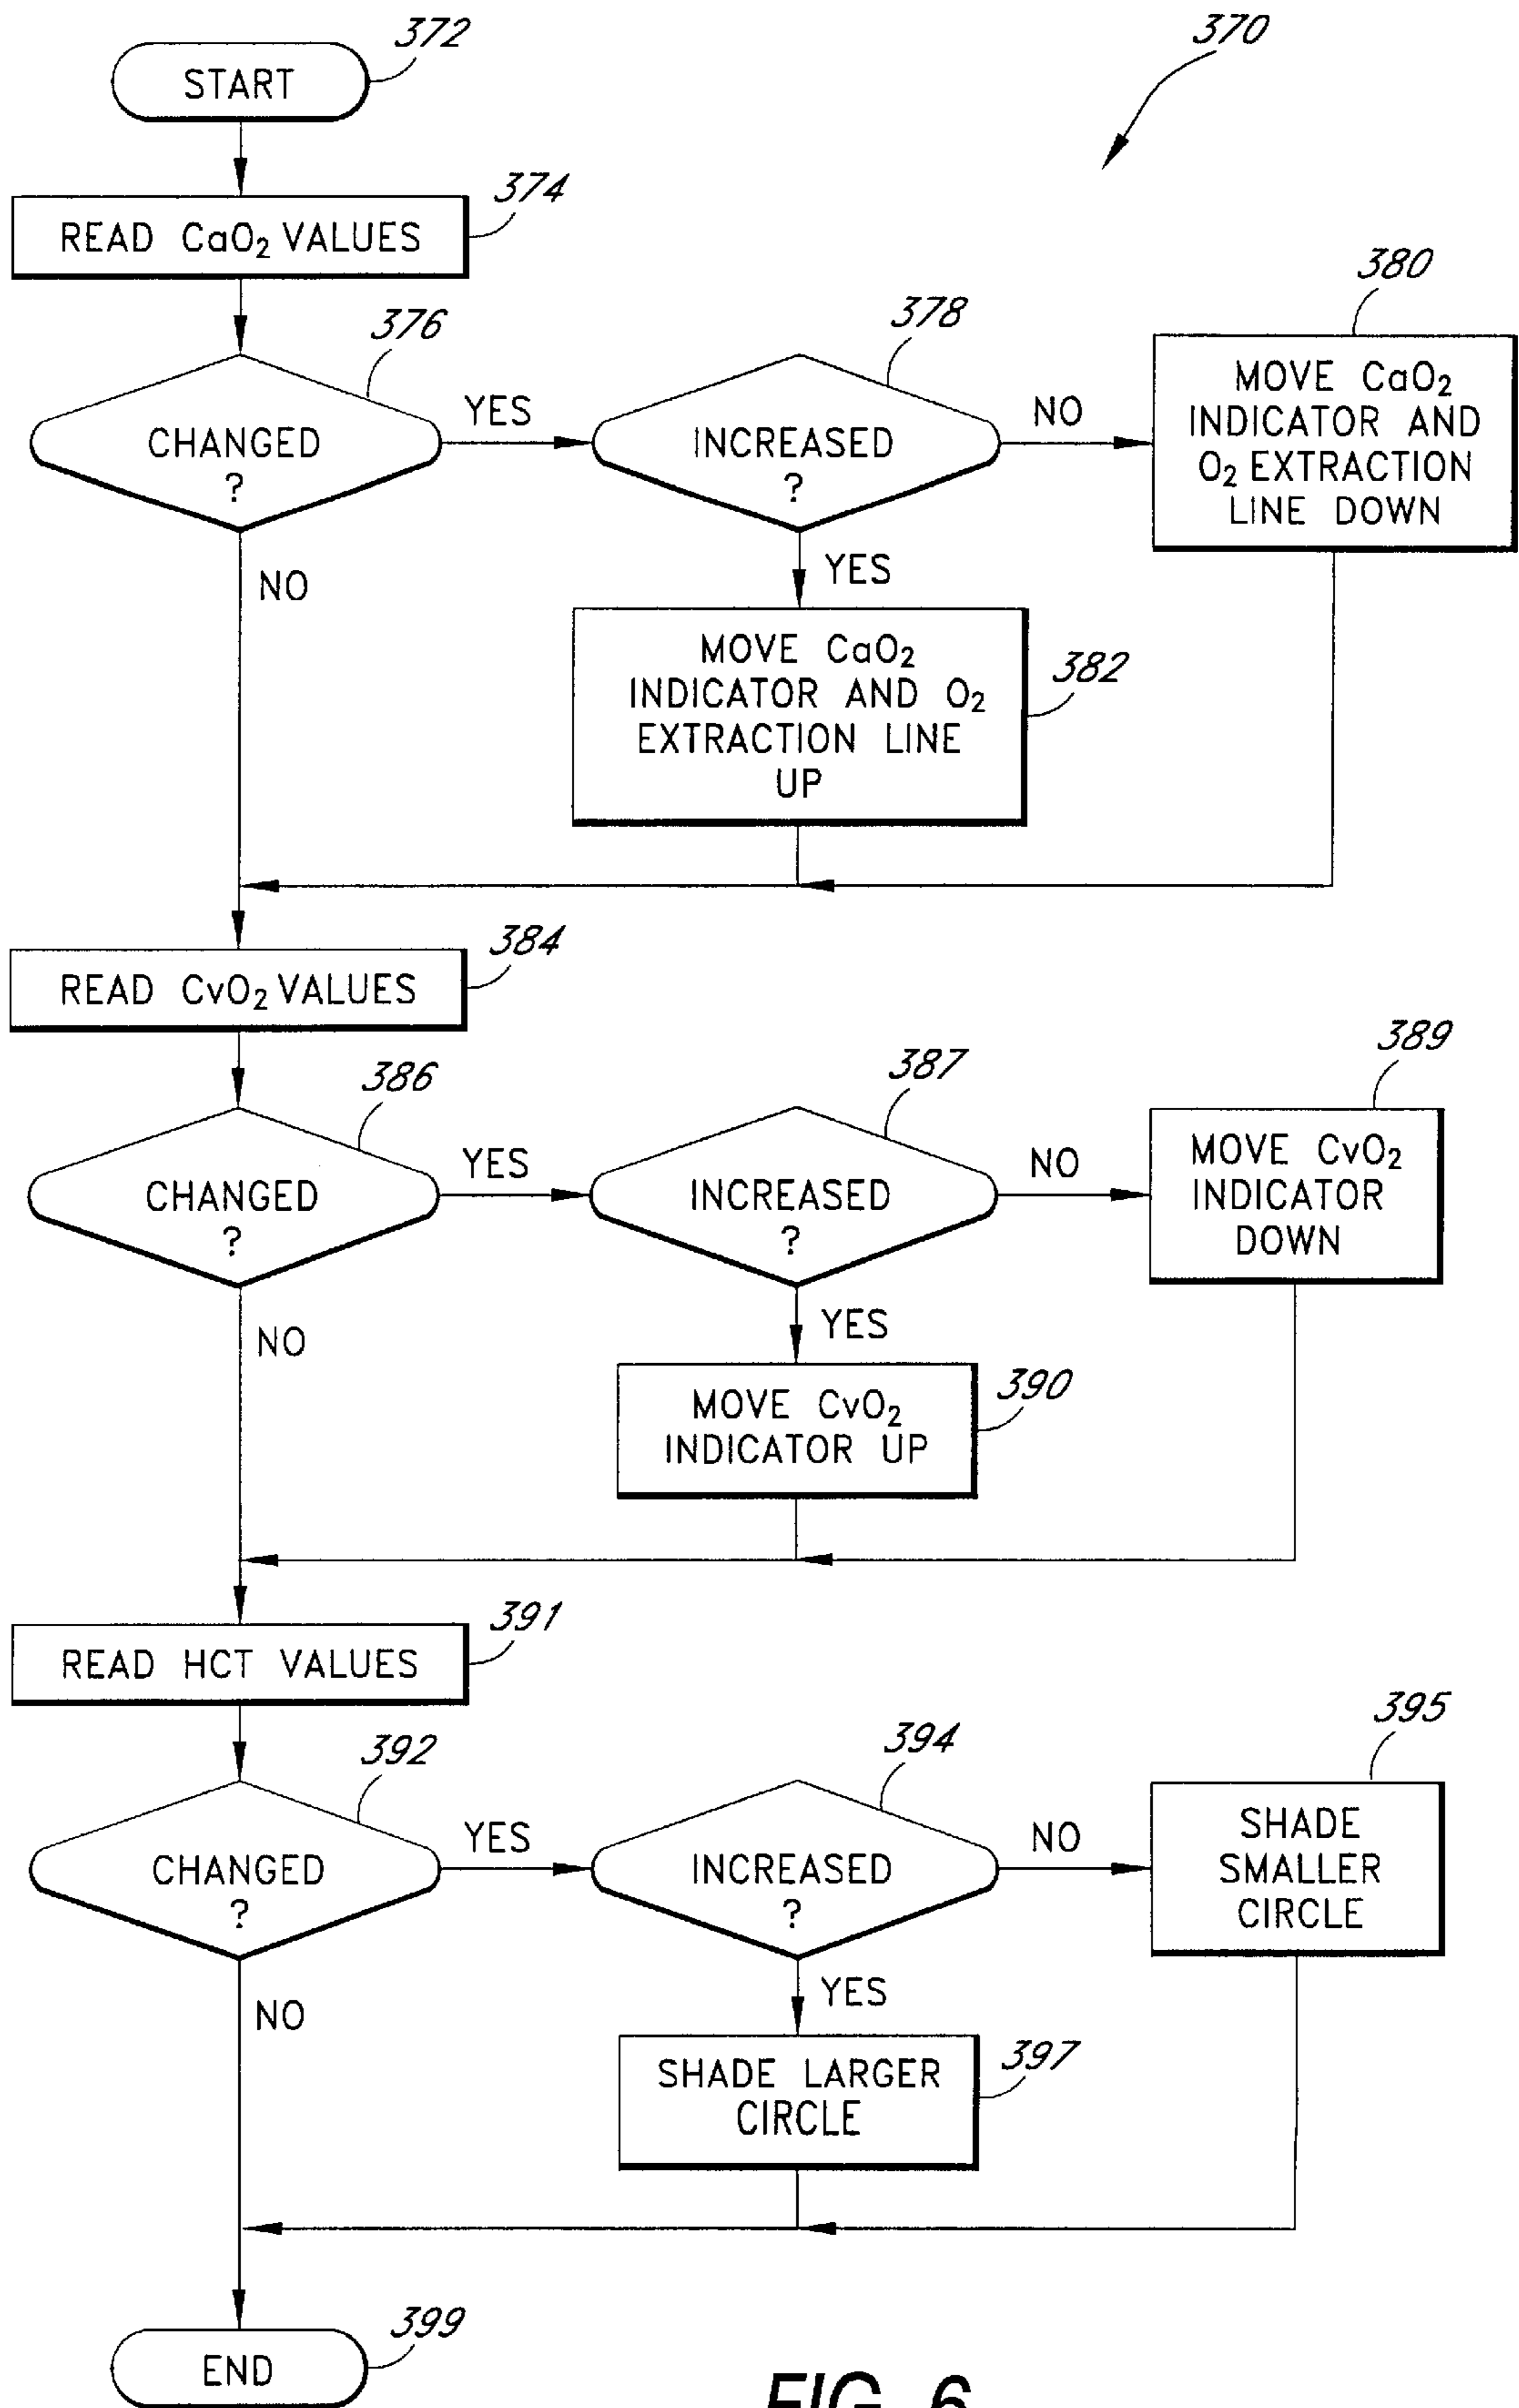 372
370
START
374
READ CaO₂ VALUES
380
378
376
MOVE CaO₂
INDICATOR AND
O₂ EXTRACTION
LINE DOWN
YES
NO
CHANGED
?
INCREASED
?
NO
YES
MOVE CaO₂
INDICATOR AND O₂
EXTRACTION LINE
UP
382
384
READ CvO₂ VALUES
389
387
386
MOVE CvO₂
INDICATOR
DOWN
YES
NO
CHANGED
?
INCREASED
?
NO
YES
390
MOVE CvO₂
INDICATOR UP
391
READ HCT VALUES
395
394
392
SHADE
SMALLER
CIRCLE
YES
NO
CHANGED
?
INCREASED
?
YES
NO
397
SHADE LARGER
CIRCLE
399
END
FIG. 6